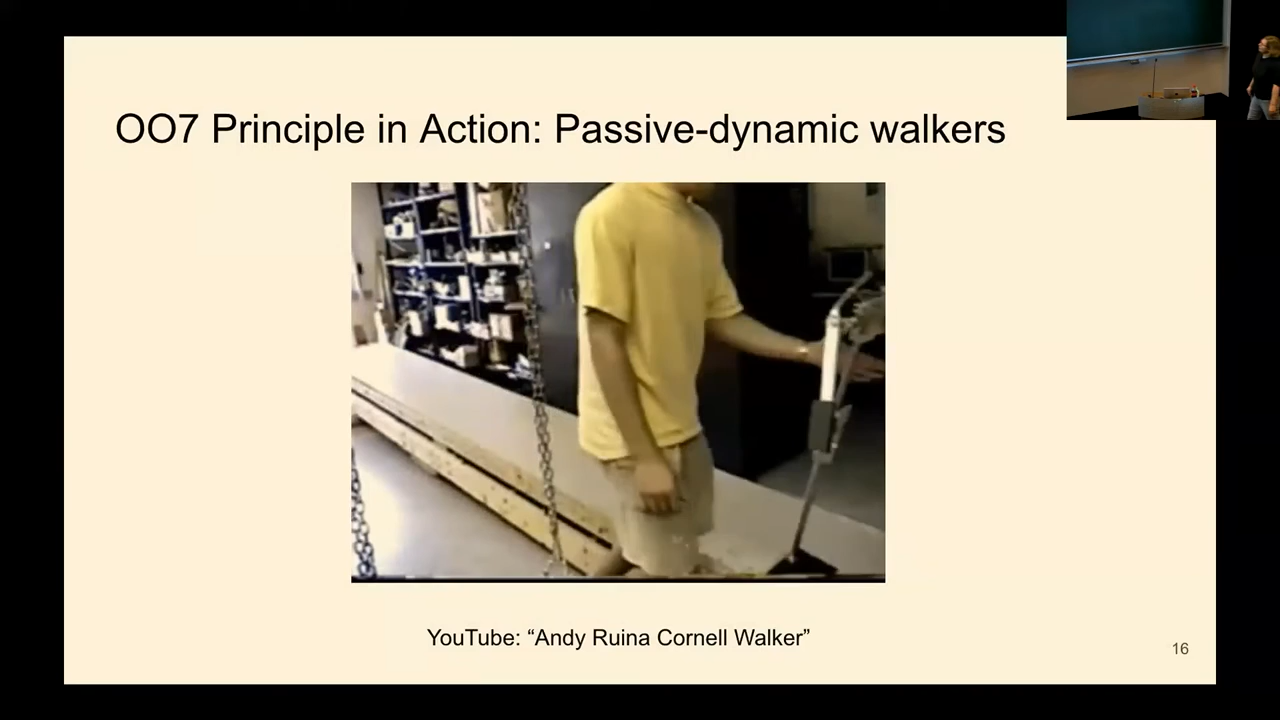 OO7 Principle in Action: Passive-dynamic walkers
YouTube: “Andy Ruina Cornell Walker”
16